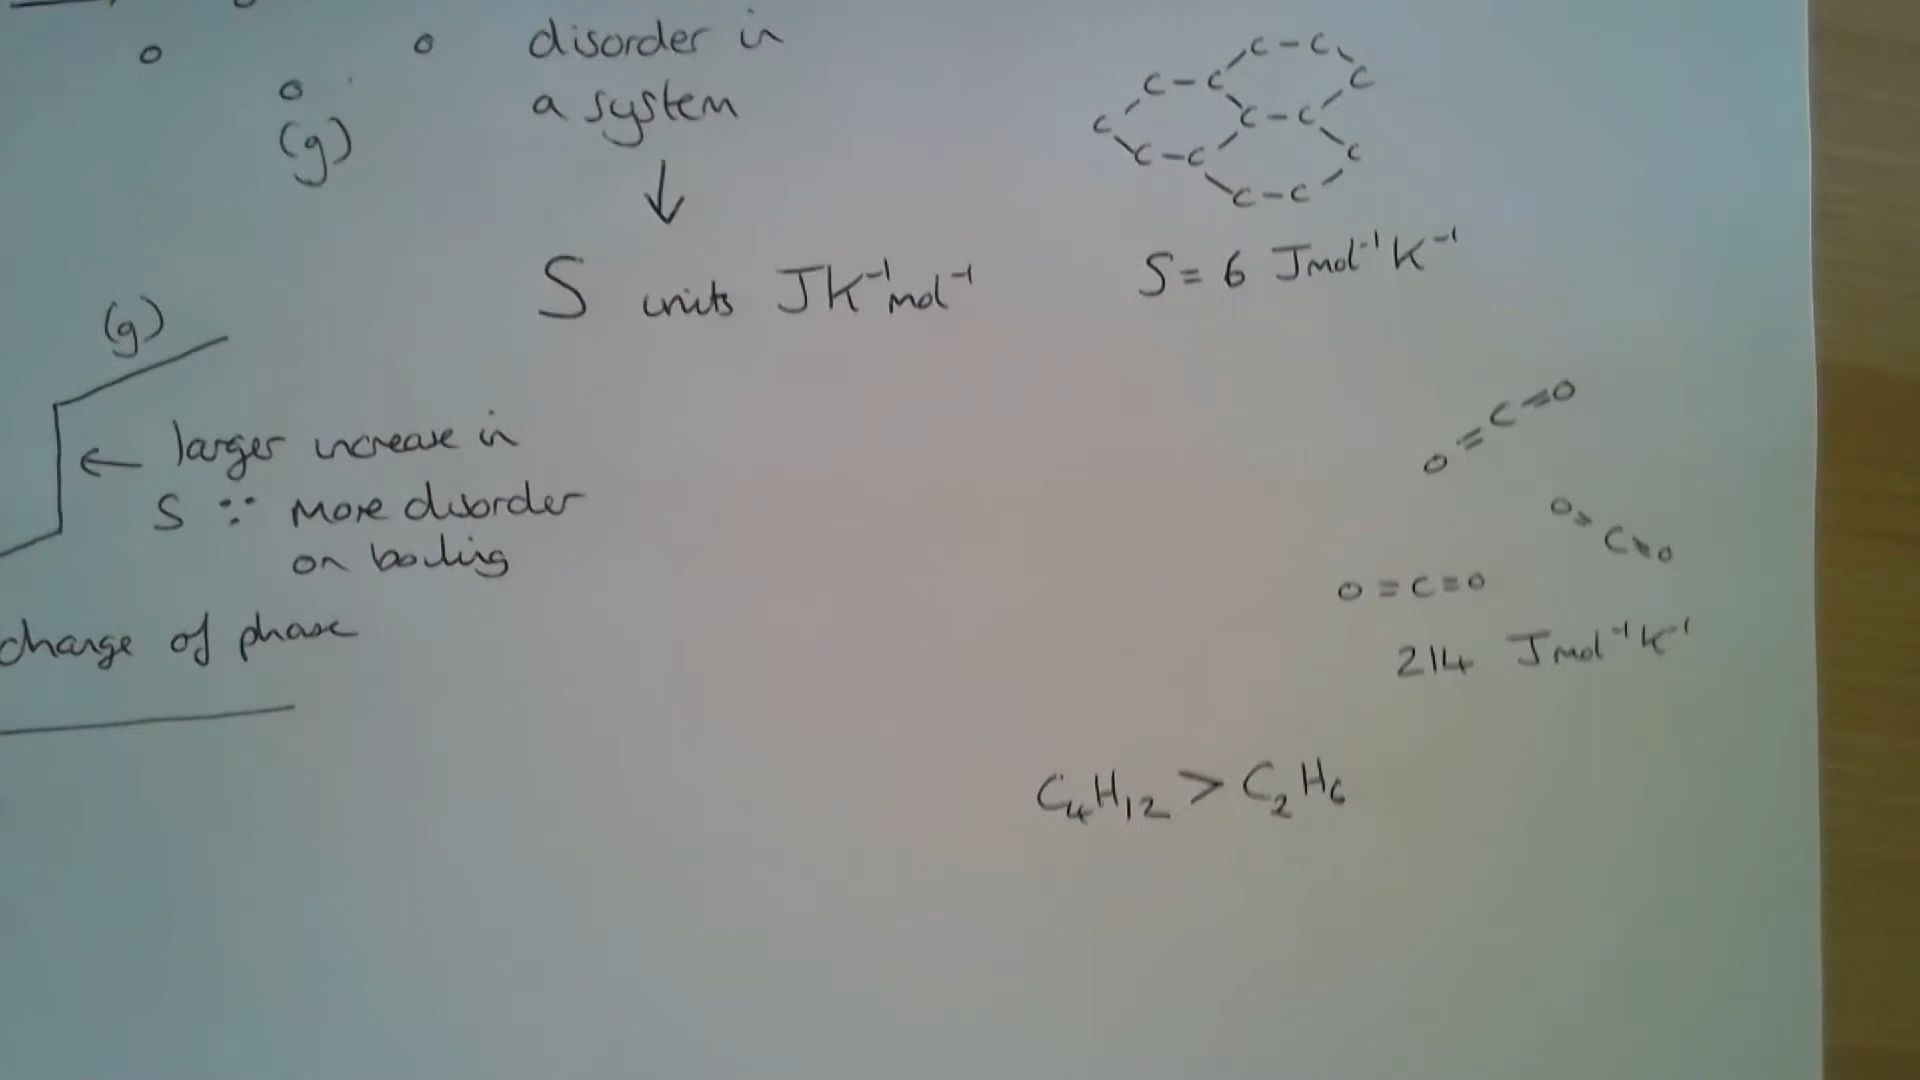 disorder in
a system
(g)
↓
S units JK⁻¹mol⁻¹
(g)
← larger increase in
S ∵ more disorder
on boiling
change of phase
C-C
C-C C
C C-C
C-C C
C-C
S = 6 Jmol⁻¹K⁻¹
O=C=O
O=C=O
O=C=O
214 Jmol⁻¹K⁻¹
C₄H₁₂ > C₂H₆